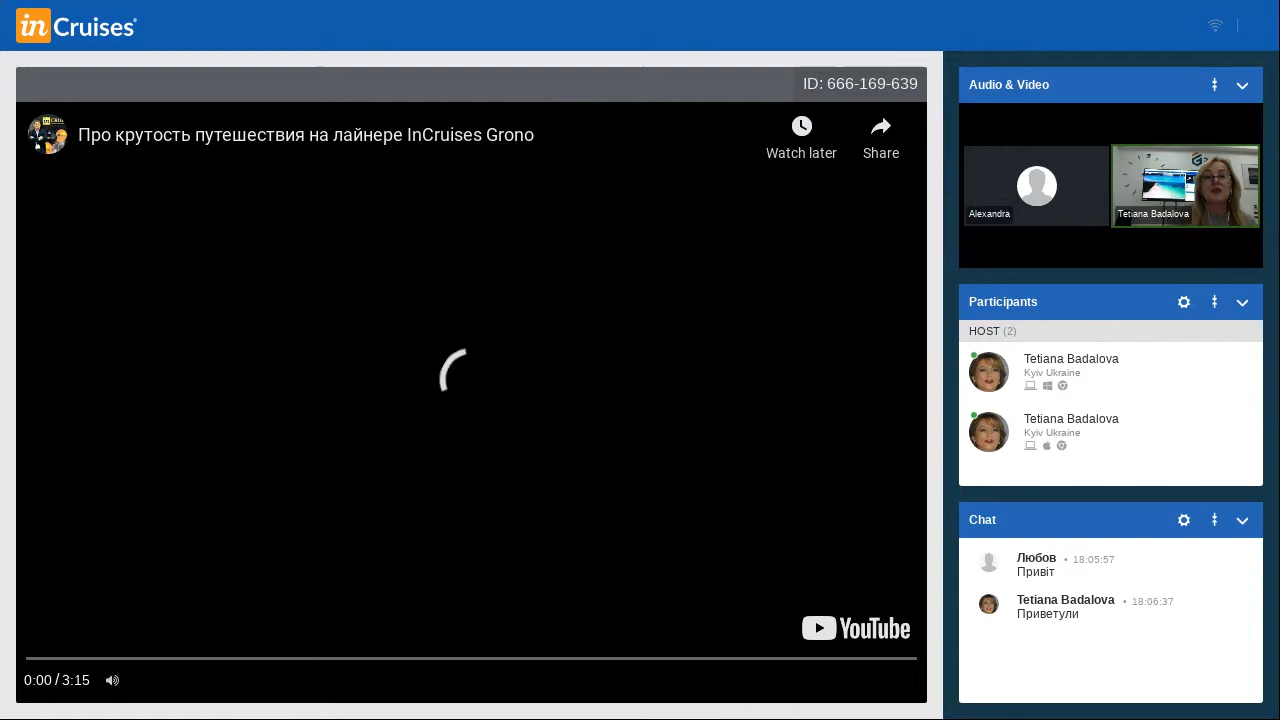 in Cruises®
ID: 666-169-639
Про крутость путешествия на лайнере InCruises Grono
Watch later
Share
YouTube
0:00 / 3:15
Audio & Video
Alexandra
Tetiana Badalova
Participants
HOST (2)
Tetiana Badalova
Kyiv Ukraine
Tetiana Badalova
Kyiv Ukraine
Chat
Любов • 18:05:57
Привіт
Tetiana Badalova • 18:06:37
Приветули